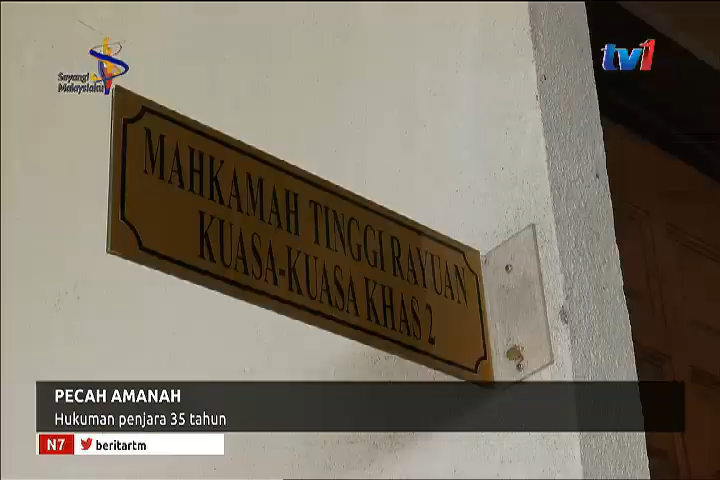 Sayangi
Malaysiaku
tv1
MAHKAMAH TINGGI RAYUAN
KUASA-KUASA KHAS 2
PECAH AMANAH
Hukuman penjara 35 tahun
N7 beritartm